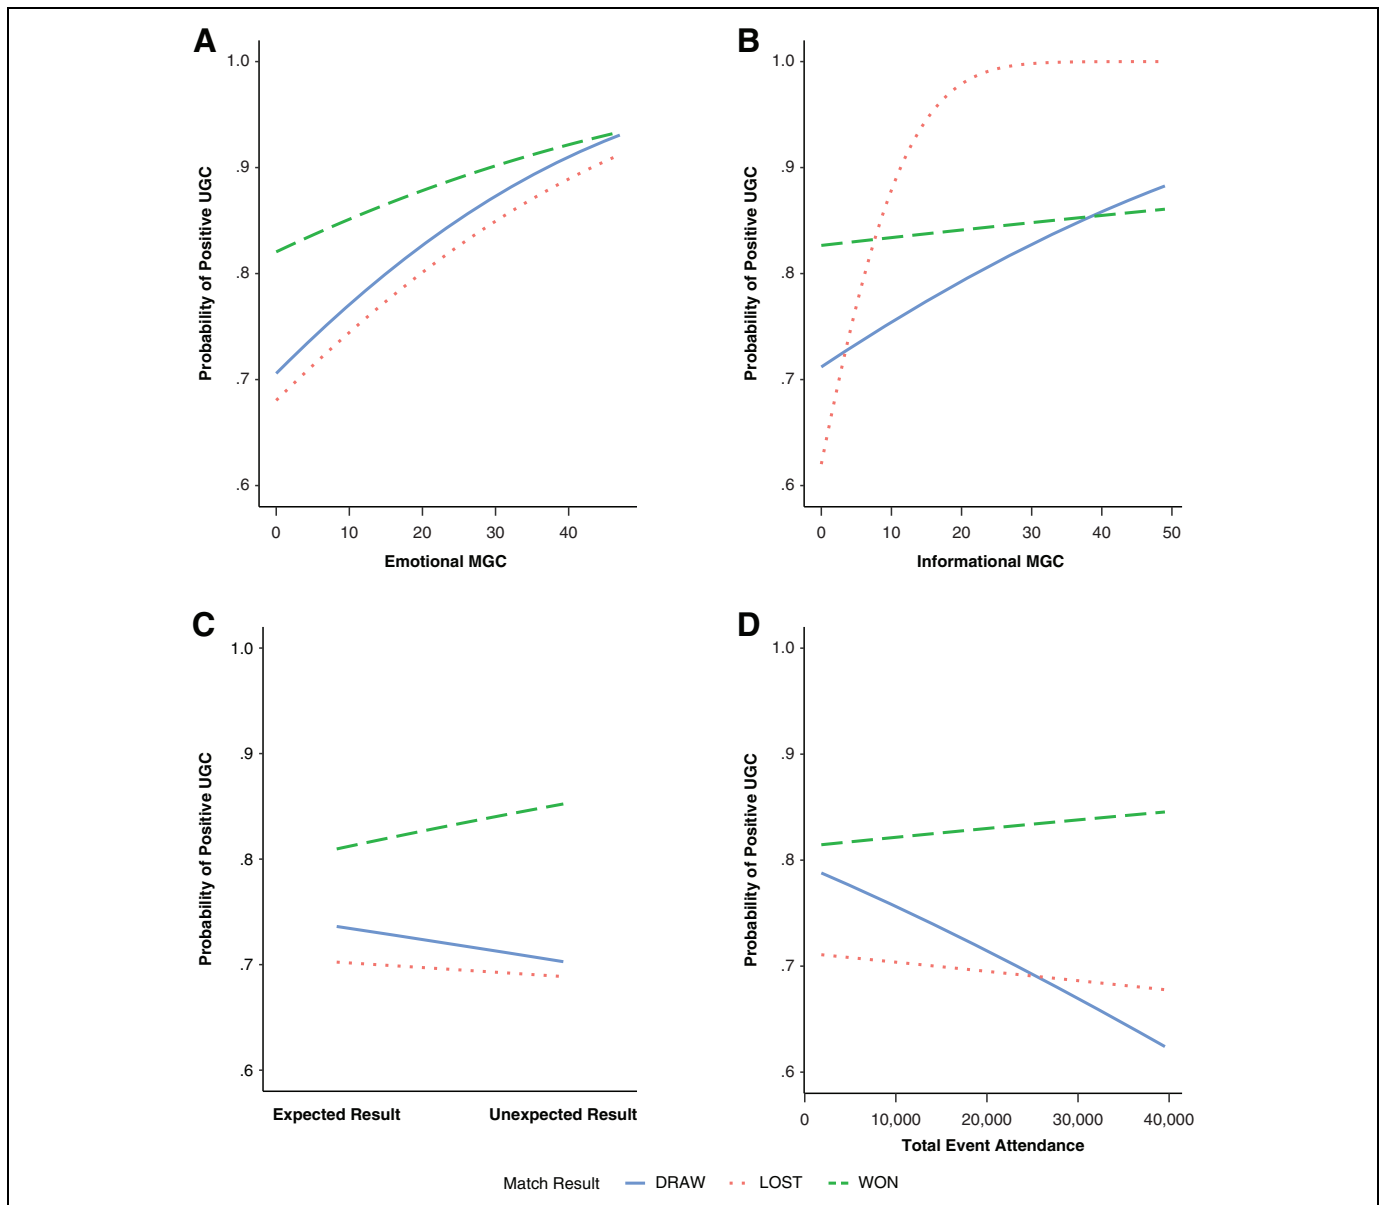 A
1.0
.9
.8
.7
.6
Probability of Positive UGC
0 10 20 30 40
Emotional MGC
B
1.0
.9
.8
.7
.6
Probability of Positive UGC
0 10 20 30 40 50
Informational MGC
C
1.0
.9
.8
.7
.6
Probability of Positive UGC
Expected Result Unexpected Result
D
1.0
.9
.8
.7
.6
Probability of Positive UGC
0 10,000 20,000 30,000 40,000
Total Event Attendance
Match Result DRAW LOST WON